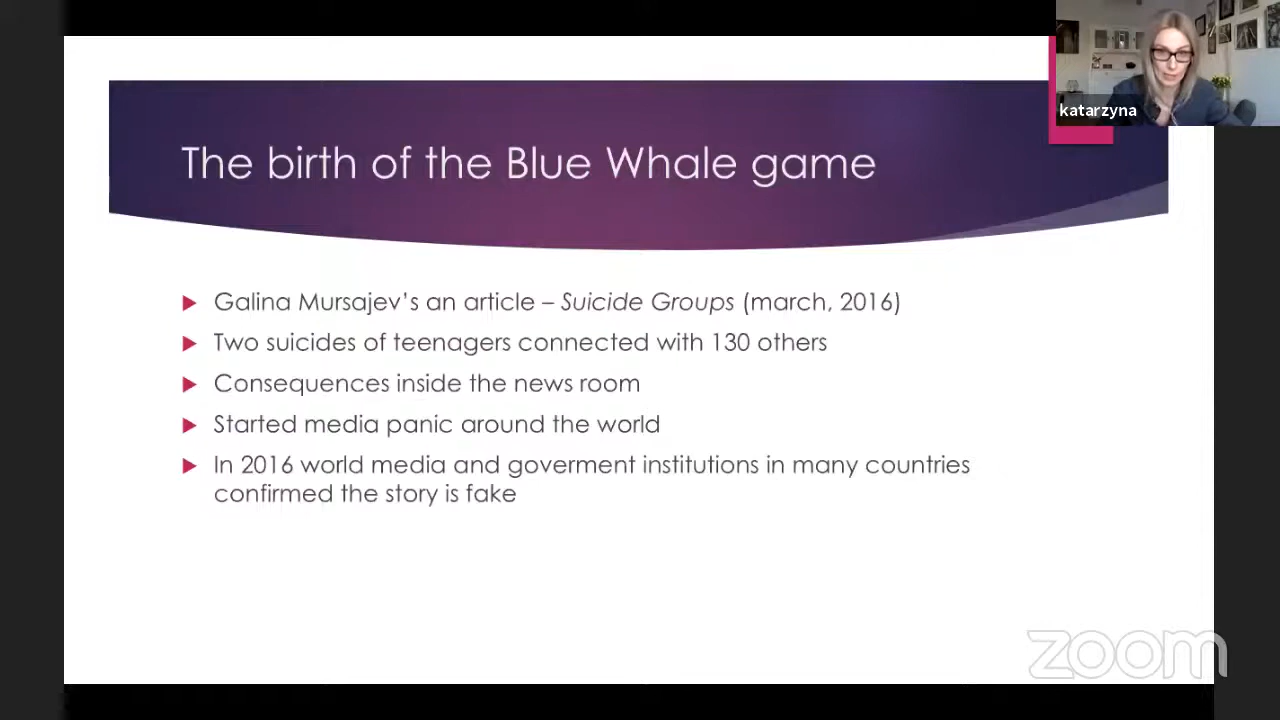 katarzyna
The birth of the Blue Whale game
Galina Mursajev’s an article – Suicide Groups (march, 2016)
Two suicides of teenagers connected with 130 others
Consequences inside the news room
Started media panic around the world
In 2016 world media and goverment institutions in many countries
confirmed the story is fake
zoom